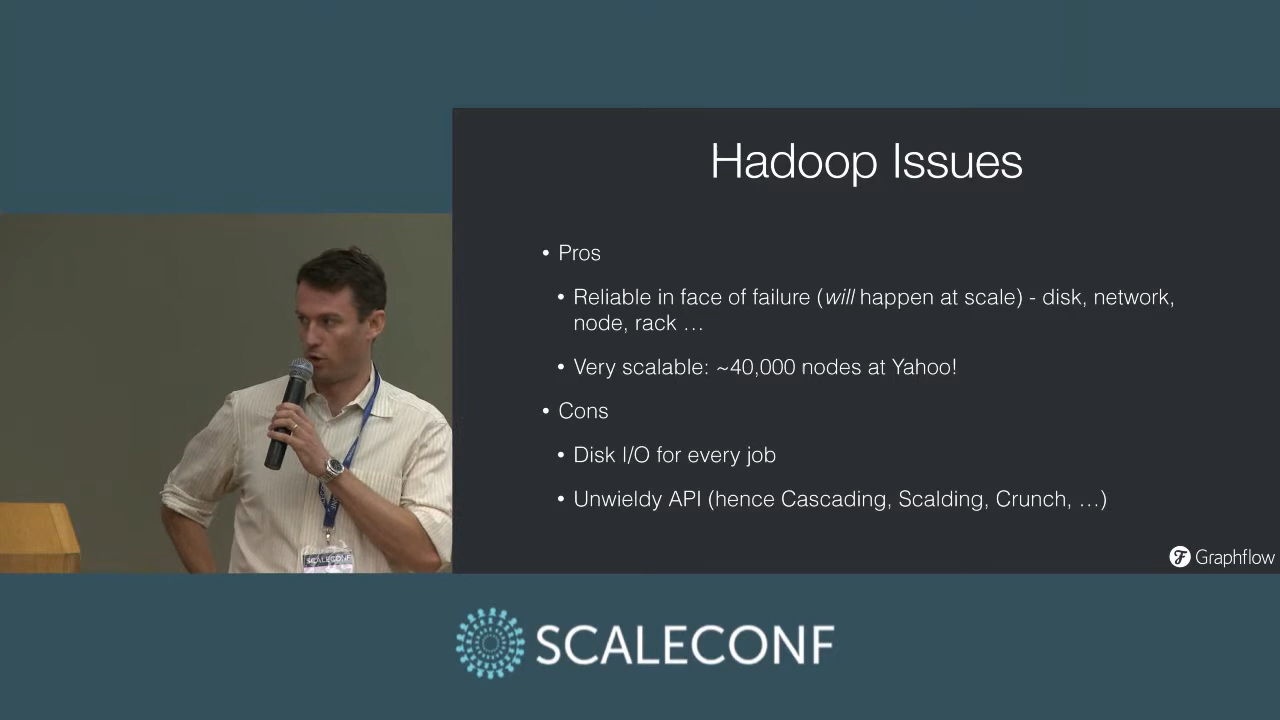 Hadoop Issues
• Pros
• Reliable in face of failure (will happen at scale) - disk, network,
node, rack …
• Very scalable: ~40,000 nodes at Yahoo!
• Cons
• Disk I/O for every job
• Unwieldy API (hence Cascading, Scalding, Crunch, …)
Graphflow
SCALECONF
SCALECONF